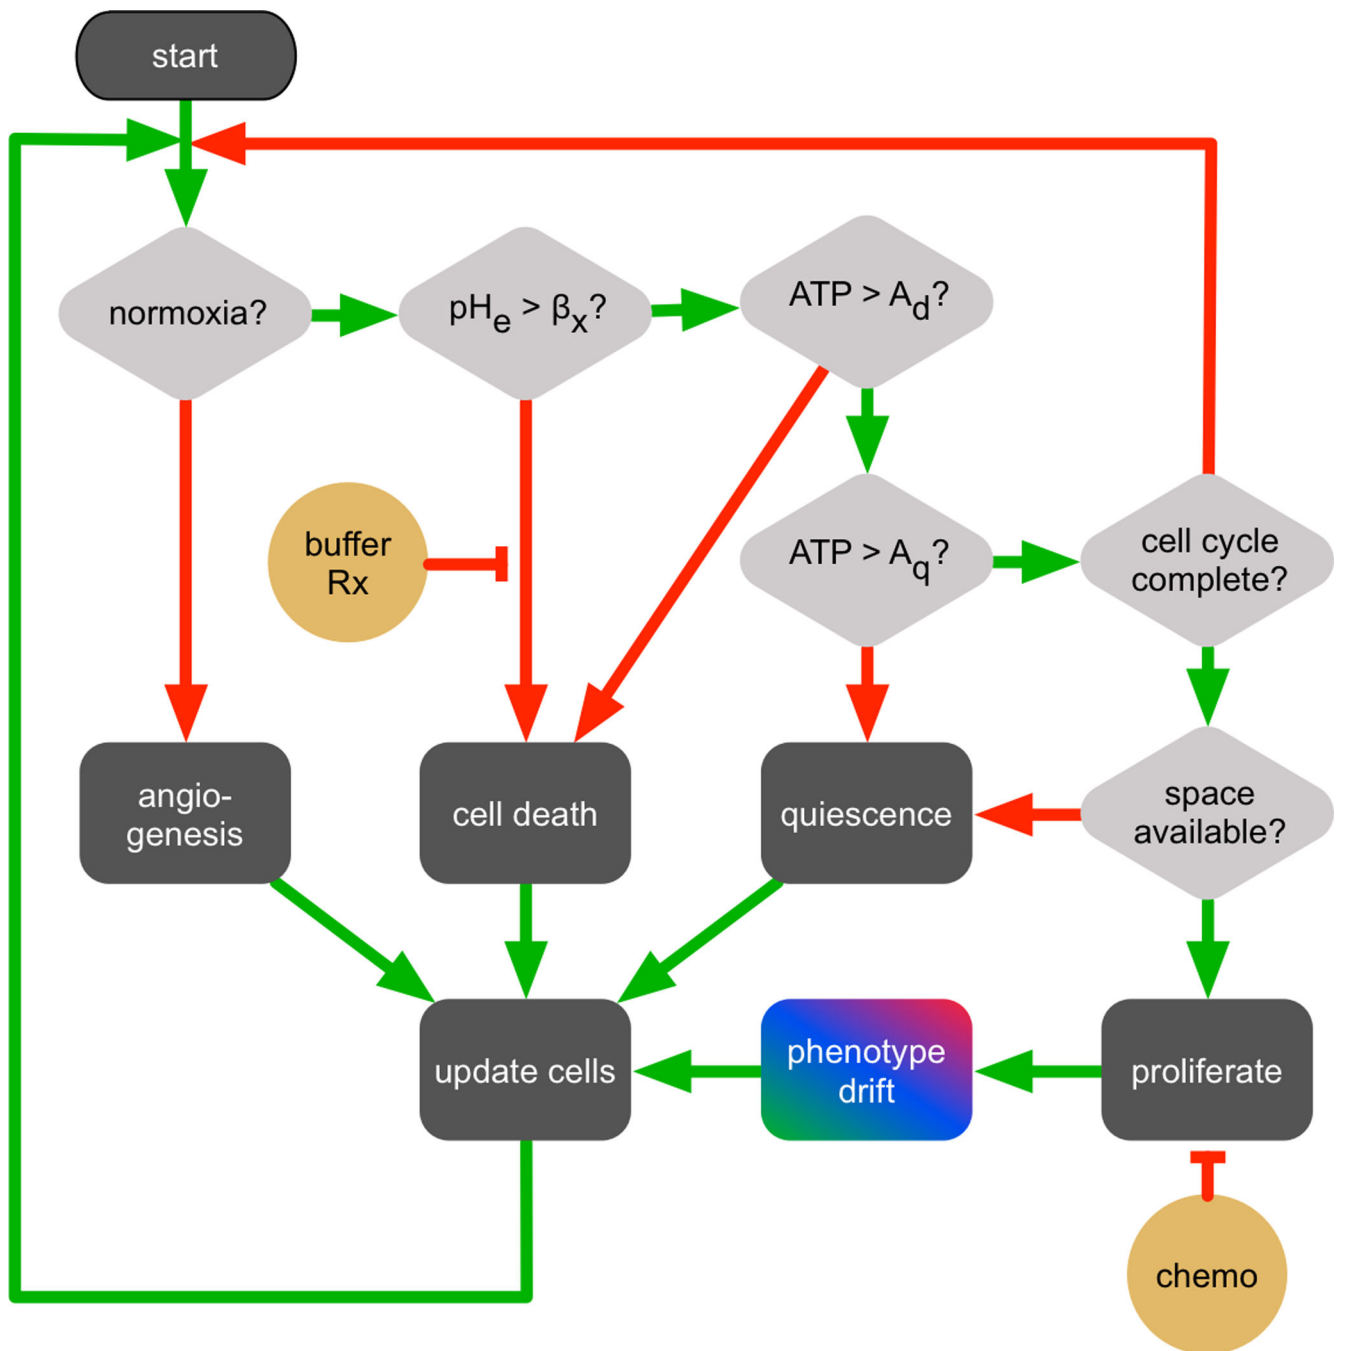 start
normoxia?
pHe > βx?
ATP > Ad?
buffer
Rx
ATP > Aq?
cell cycle
complete?
angio-
genesis
cell death
quiescence
space
available?
update cells
phenotype
drift
proliferate
chemo